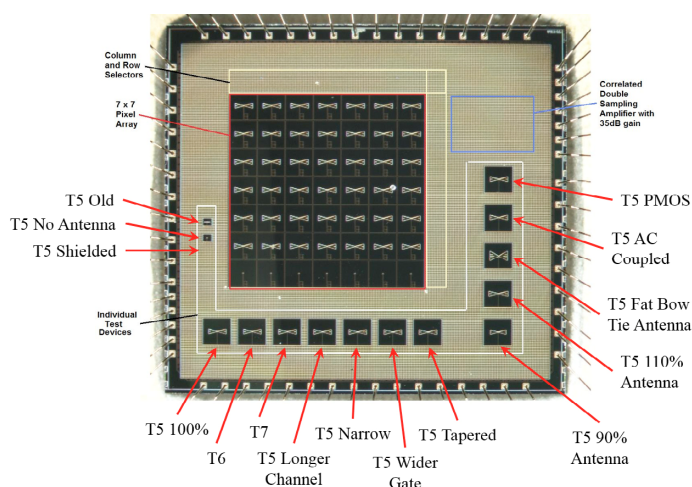 Column
and Row
Selectors
7 x 7
Pixel
Array
Correlated
Double
Sampling
Amplifier with
35dB gain
T5 Old
T5 No Antenna
T5 Shielded
T5 PMOS
T5 AC
Coupled
T5 Fat Bow
Tie Antenna
T5 110%
Antenna
T5 90%
Antenna
Individual
Test
Devices
T5 100%
T6
T7
T5 Longer
Channel
T5 Narrow
T5 Wider
Gate
T5 Tapered